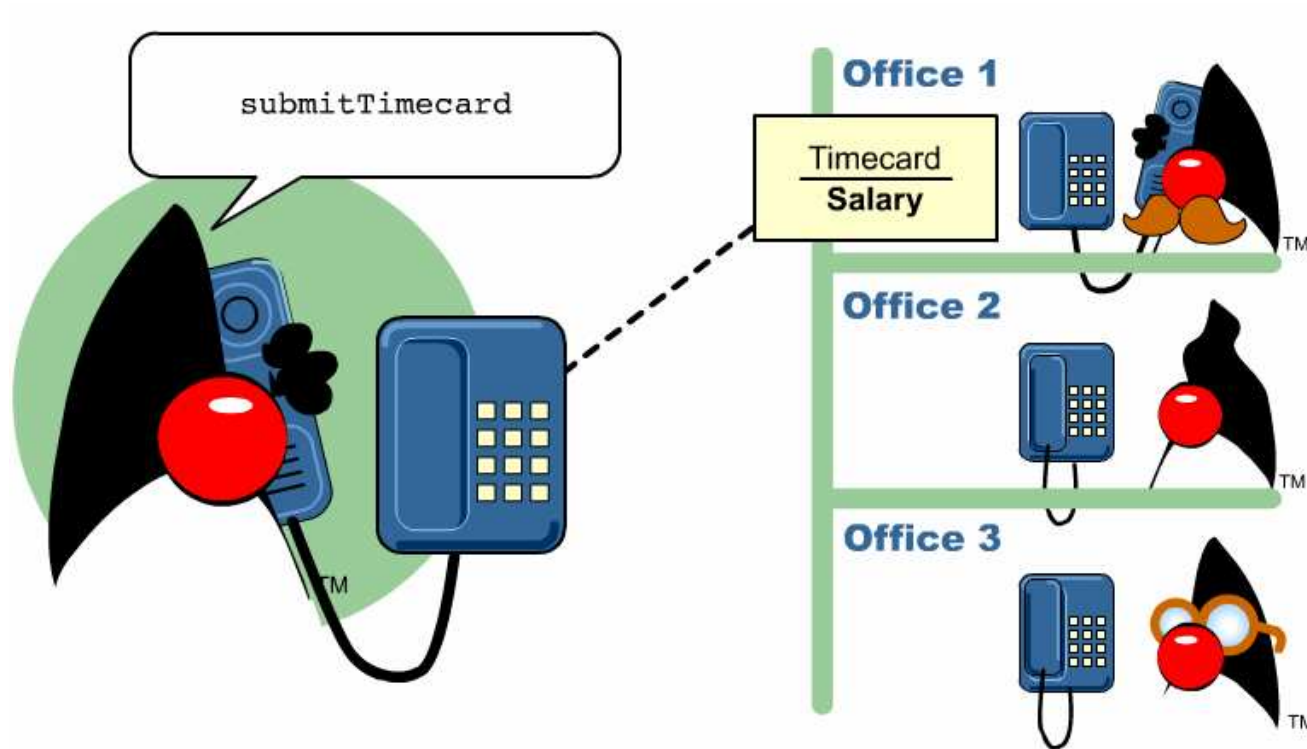 submitTimecard
TM
Office 1
Timecard
Salary
TM
Office 2
TM
Office 3
TM